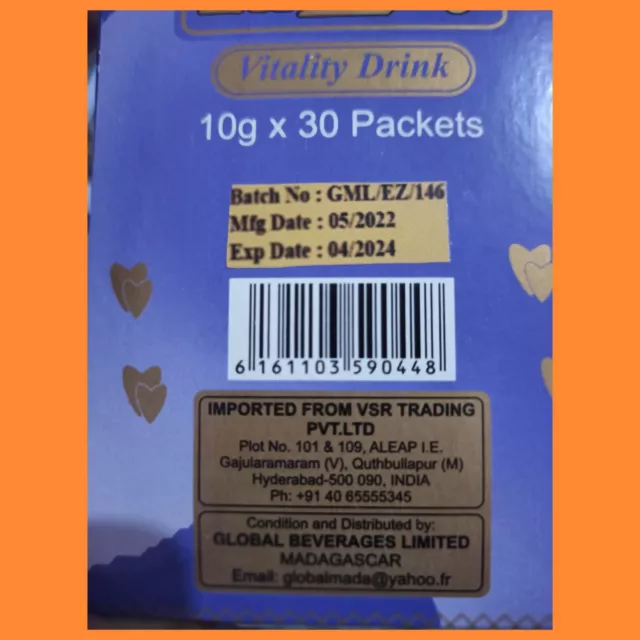 Vitality Drink
10g x 30 Packets
Batch No : GML/EZ/146
Mfg Date : 05/2022
Exp Date : 04/2024
6 161103 590448
IMPORTED FROM VSR TRADING
PVT.LTD
Plot No. 101 & 109, ALEAP I.E.
Gajularamaram (V), Quthbullapur (M)
Hyderabad-500 090, INDIA
Ph: +91 40 65555345
Condition and Distributed by:
GLOBAL BEVERAGES LIMITED
MADAGASCAR
Email: globalmada@yahoo.fr